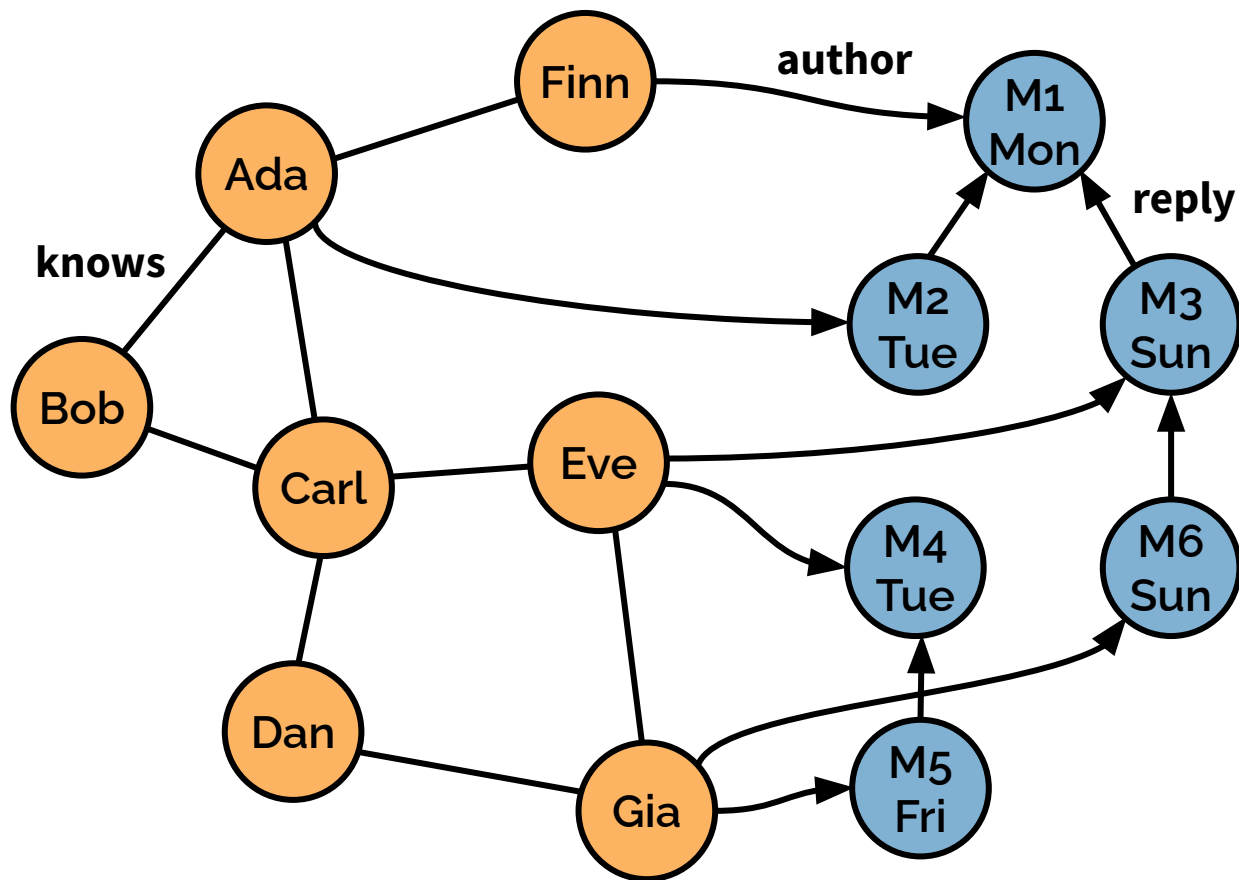 Finn
author
M1
Mon
Ada
reply
knows
M2
Tue
M3
Sun
Bob
Carl
Eve
M4
Tue
M6
Sun
Dan
Gia
M5
Fri